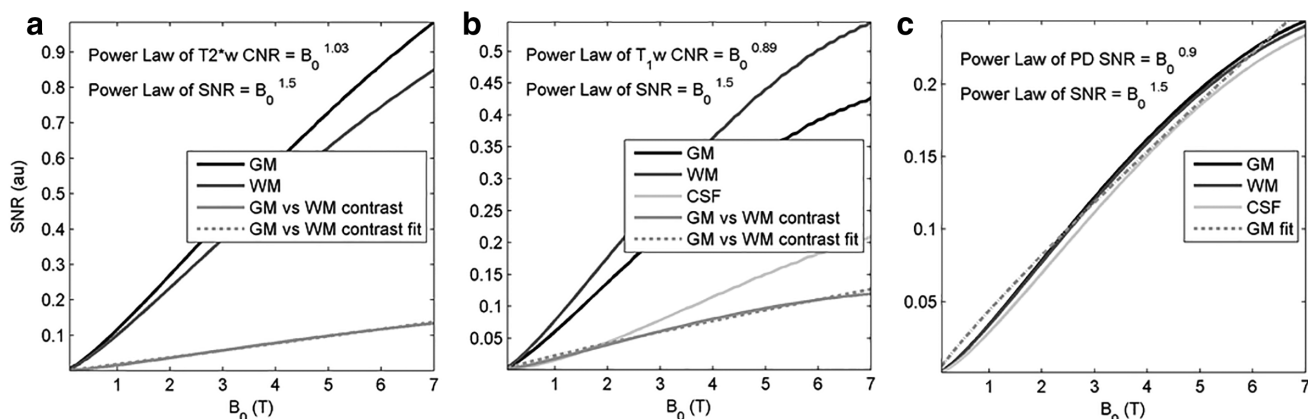 a
Power Law of T2*w CNR = B0 1.03
Power Law of SNR = B0 1.5
SNR (au)
0.9
0.8
0.7
0.6
0.5
0.4
0.3
0.2
0.1
GM
WM
GM vs WM contrast
GM vs WM contrast fit
1 2 3 4 5 6 7
B0 (T)
b
Power Law of T1w CNR = B0 0.89
Power Law of SNR = B0 1.5
0.5
0.45
0.4
0.35
0.3
0.25
0.2
0.15
0.1
0.05
GM
WM
CSF
GM vs WM contrast
GM vs WM contrast fit
0 1 2 3 4 5 6 7
B0 (T)
c
Power Law of PD SNR = B0 0.9
Power Law of SNR = B0 1.5
0.2
0.15
0.1
0.05
GM
WM
CSF
GM fit
1 2 3 4 5 6 7
B0 (T)